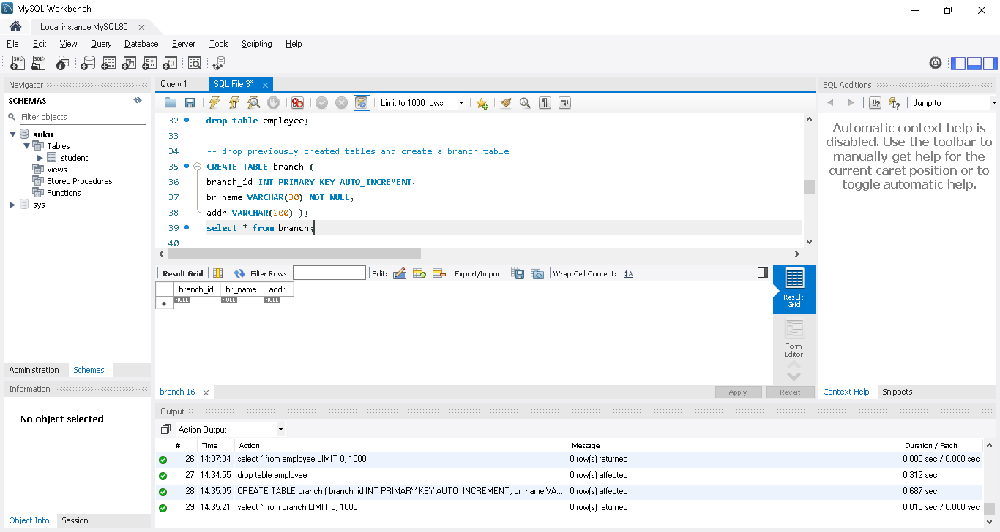 MySQL Workbench
Local instance MySQL80
File Edit View Query Database Server Tools Scripting Help
Navigator
SCHEMAS
Filter objects
suku
Tables
student
Views
Stored Procedures
Functions
sys
Administration Schemas
Information
No object selected
Object Info Session
Query 1 SQL File 3*
Limit to 1000 rows
32 drop table employee;
33
34 -- drop previously created tables and create a branch table
35 CREATE TABLE branch (
36 branch_id INT PRIMARY KEY AUTO_INCREMENT,
37 br_name VARCHAR(30) NOT NULL,
38 addr VARCHAR(200) );
39 select * from branch;
40
Result Grid Filter Rows: Edit: Export/Import: Wrap Cell Content:
branch_id br_name addr
NULL NULL NULL
Result
Grid
Form
Editor
branch 16 Apply Revert
Output
Action Output
# Time Action Message Duration / Fetch
26 14:07:04 select * from employee LIMIT 0, 1000 0 row(s) returned 0.000 sec / 0.000 sec
27 14:34:55 drop table employee 0 row(s) affected 0.312 sec
28 14:35:05 CREATE TABLE branch ( branch_id INT PRIMARY KEY AUTO_INCREMENT, br_name VA... 0 row(s) affected 0.687 sec
29 14:35:21 select * from branch LIMIT 0, 1000 0 row(s) returned 0.015 sec / 0.000 sec
SQL Additions
Jump to
Automatic context help is
disabled. Use the toolbar to
manually get help for the
current caret position or to
toggle automatic help.
Context Help Snippets